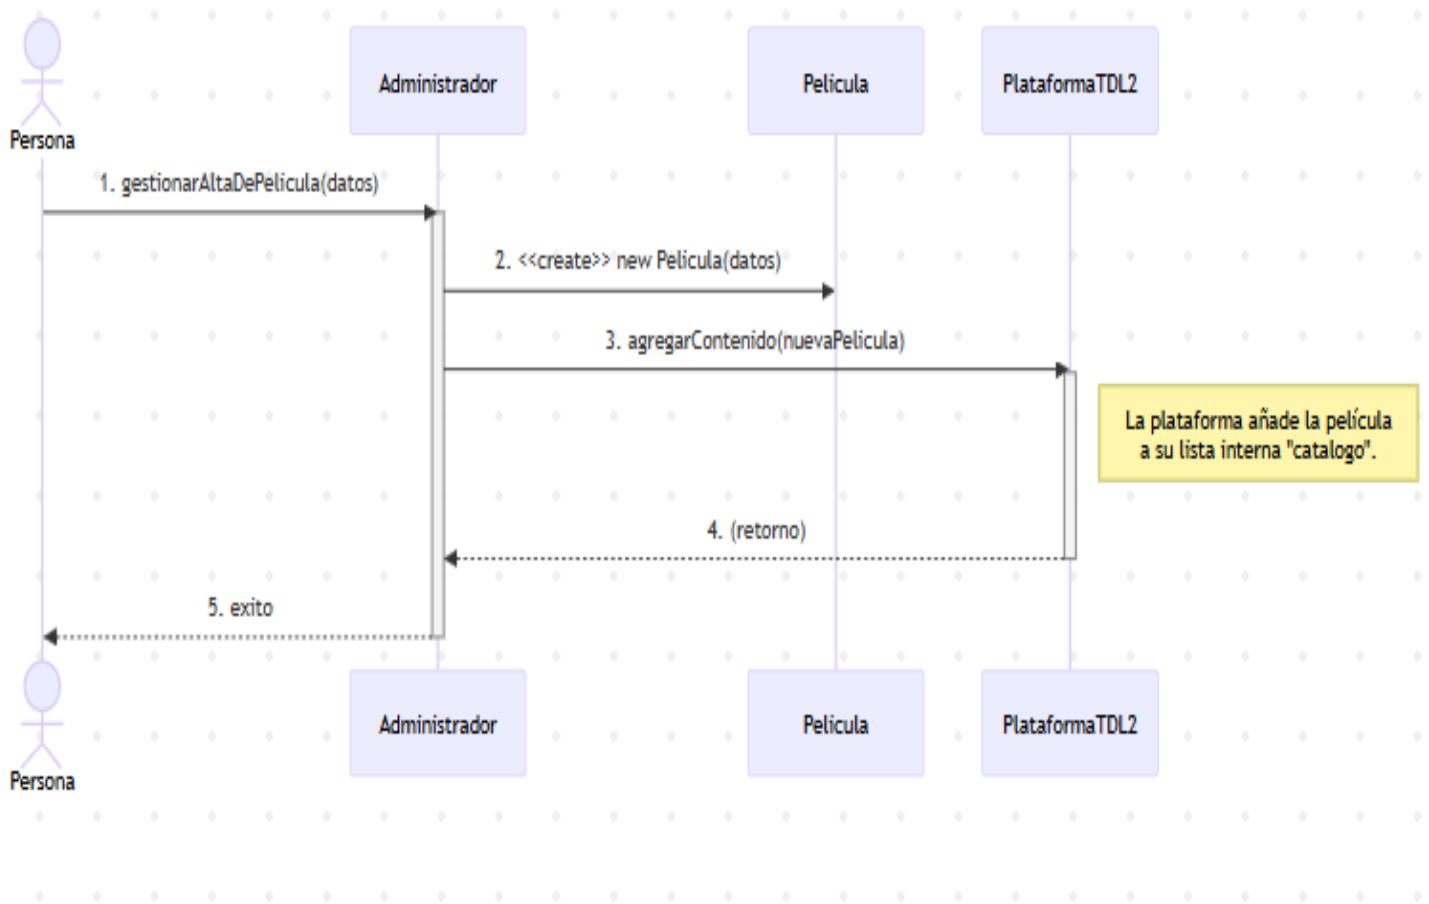 Persona
Administrador
Pelicula
PlataformaTDL2
1. gestionarAltaDePelicula(datos)
2. <<create>> new Pelicula(datos)
3. agregarContenido(nuevaPelicula)
La plataforma añade la película
a su lista interna "catalogo".
4. (retorno)
5. exito
Persona
Administrador
Pelicula
PlataformaTDL2